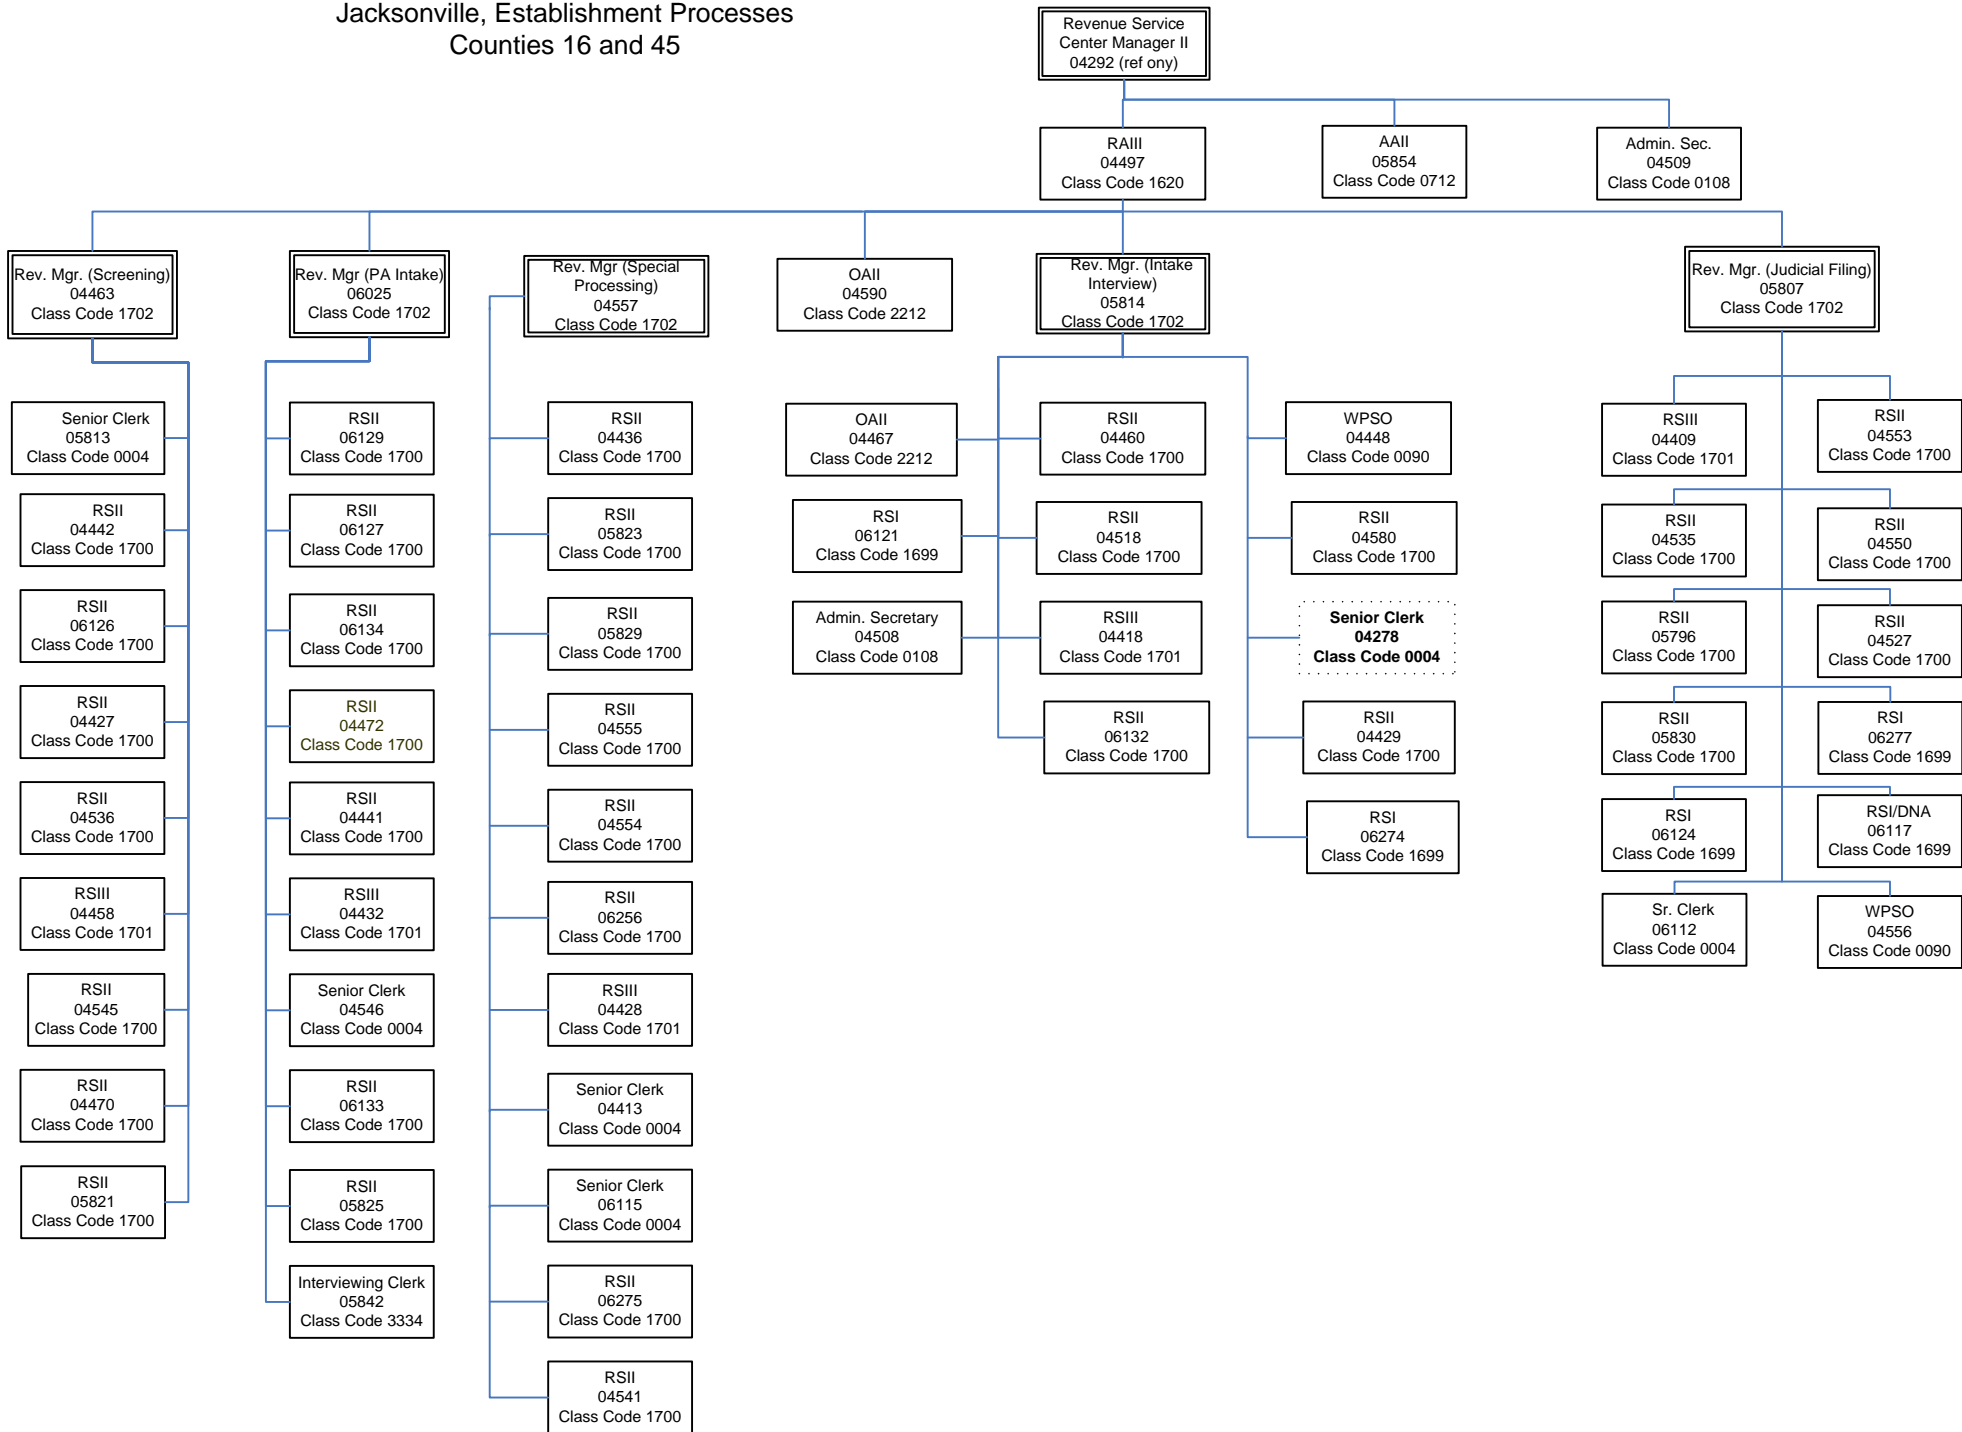 Jacksonville, Establishment Processes
Counties 16 and 45
Revenue Service
Center Manager II
04292 (ref ony)
RAIII
04497
Class Code 1620
AAII
05854
Class Code 0712
Admin. Sec.
04509
Class Code 0108
Rev. Mgr. (Screening)
04463
Class Code 1702
Rev. Mgr (PA Intake)
06025
Class Code 1702
Rev. Mgr (Special
Processing)
04557
Class Code 1702
OAII
04590
Class Code 2212
Rev. Mgr. (Intake
Interview)
05814
Class Code 1702
Rev. Mgr. (Judicial Filing)
05807
Class Code 1702
Senior Clerk
05813
Class Code 0004
RSII
04442
Class Code 1700
RSII
06126
Class Code 1700
RSII
04427
Class Code 1700
RSII
04536
Class Code 1700
RSIII
04458
Class Code 1701
RSII
04545
Class Code 1700
RSII
04470
Class Code 1700
RSII
05821
Class Code 1700
RSII
06129
Class Code 1700
RSII
06127
Class Code 1700
RSII
06134
Class Code 1700
RSII
04472
Class Code 1700
RSII
04441
Class Code 1700
RSIII
04432
Class Code 1701
Senior Clerk
04546
Class Code 0004
RSII
06133
Class Code 1700
RSII
05825
Class Code 1700
Interviewing Clerk
05842
Class Code 3334
RSII
04436
Class Code 1700
RSII
05823
Class Code 1700
RSII
05829
Class Code 1700
RSII
04555
Class Code 1700
RSII
04554
Class Code 1700
RSII
06256
Class Code 1700
RSIII
04428
Class Code 1701
Senior Clerk
04413
Class Code 0004
Senior Clerk
06115
Class Code 0004
RSII
06275
Class Code 1700
RSII
04541
Class Code 1700
OAII
04467
Class Code 2212
RSI
06121
Class Code 1699
Admin. Secretary
04508
Class Code 0108
RSII
04460
Class Code 1700
RSII
04518
Class Code 1700
RSIII
04418
Class Code 1701
RSII
06132
Class Code 1700
WPSO
04448
Class Code 0090
RSII
04580
Class Code 1700
Senior Clerk
04278
Class Code 0004
RSII
04429
Class Code 1700
RSI
06274
Class Code 1699
RSIII
04409
Class Code 1701
RSII
04535
Class Code 1700
RSII
05796
Class Code 1700
RSII
05830
Class Code 1700
RSI
06124
Class Code 1699
Sr. Clerk
06112
Class Code 0004
RSII
04553
Class Code 1700
RSII
04550
Class Code 1700
RSII
04527
Class Code 1700
RSI
06277
Class Code 1699
RSI/DNA
06117
Class Code 1699
WPSO
04556
Class Code 0090